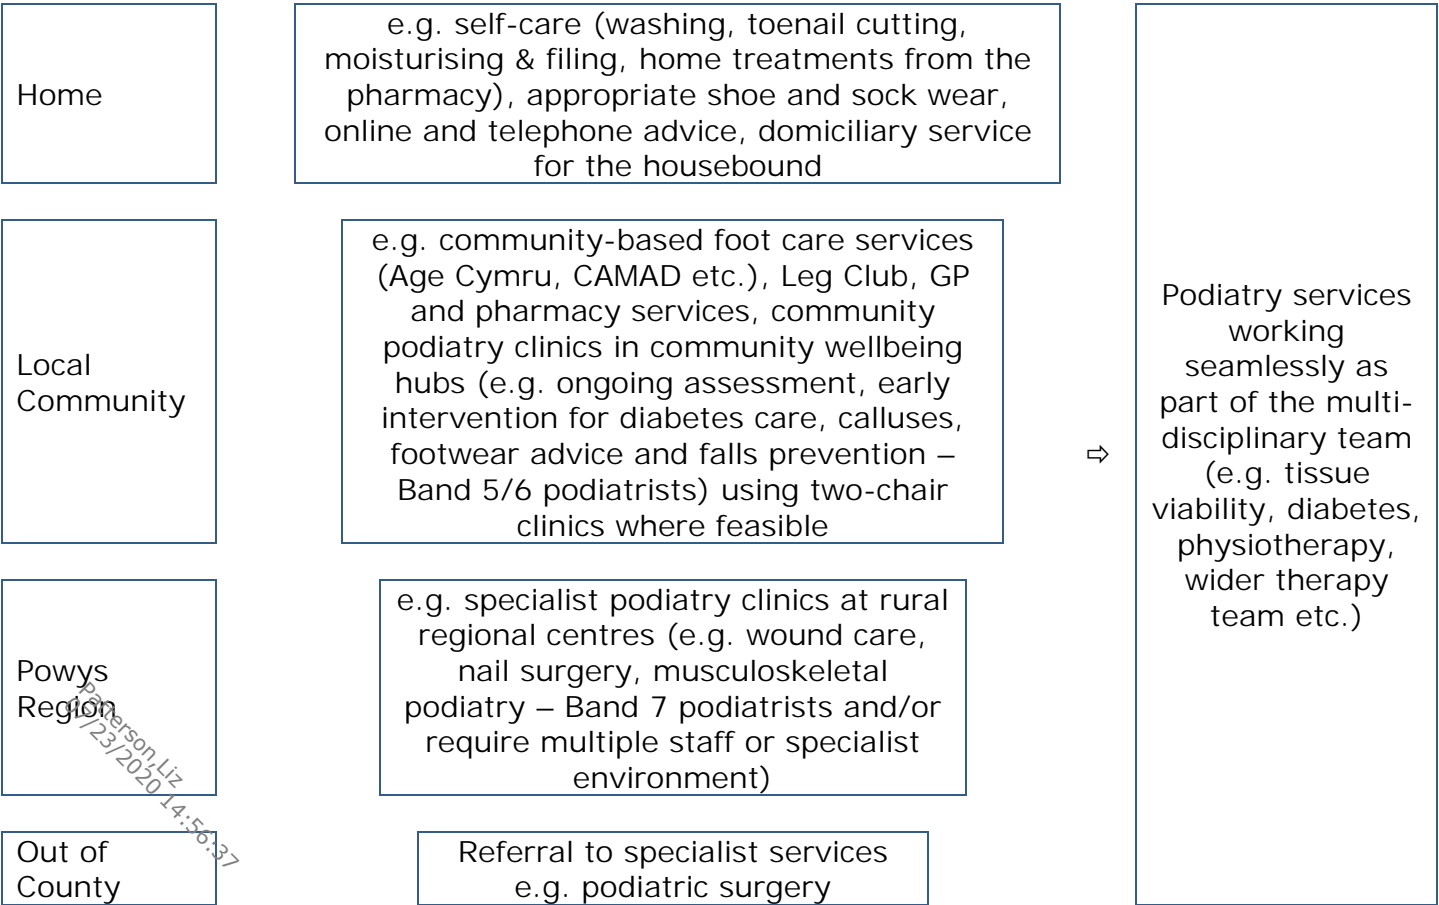 Home
e.g. self-care (washing, toenail cutting,
moisturising & filing, home treatments from the
pharmacy), appropriate shoe and sock wear,
online and telephone advice, domiciliary service
for the housebound
Local
Community
e.g. community-based foot care services
(Age Cymru, CAMAD etc.), Leg Club, GP
and pharmacy services, community
podiatry clinics in community wellbeing
hubs (e.g. ongoing assessment, early
intervention for diabetes care, calluses,
footwear advice and falls prevention –
Band 5/6 podiatrists) using two-chair
clinics where feasible
Powys
Region
e.g. specialist podiatry clinics at rural
regional centres (e.g. wound care,
nail surgery, musculoskeletal
podiatry – Band 7 podiatrists and/or
require multiple staff or specialist
environment)
Out of
County
Referral to specialist services
e.g. podiatric surgery
⇨
Podiatry services
working
seamlessly as
part of the multi-
disciplinary team
(e.g. tissue
viability, diabetes,
physiotherapy,
wider therapy
team etc.)
Patterson,Liz
07/23/2020 14:56:37